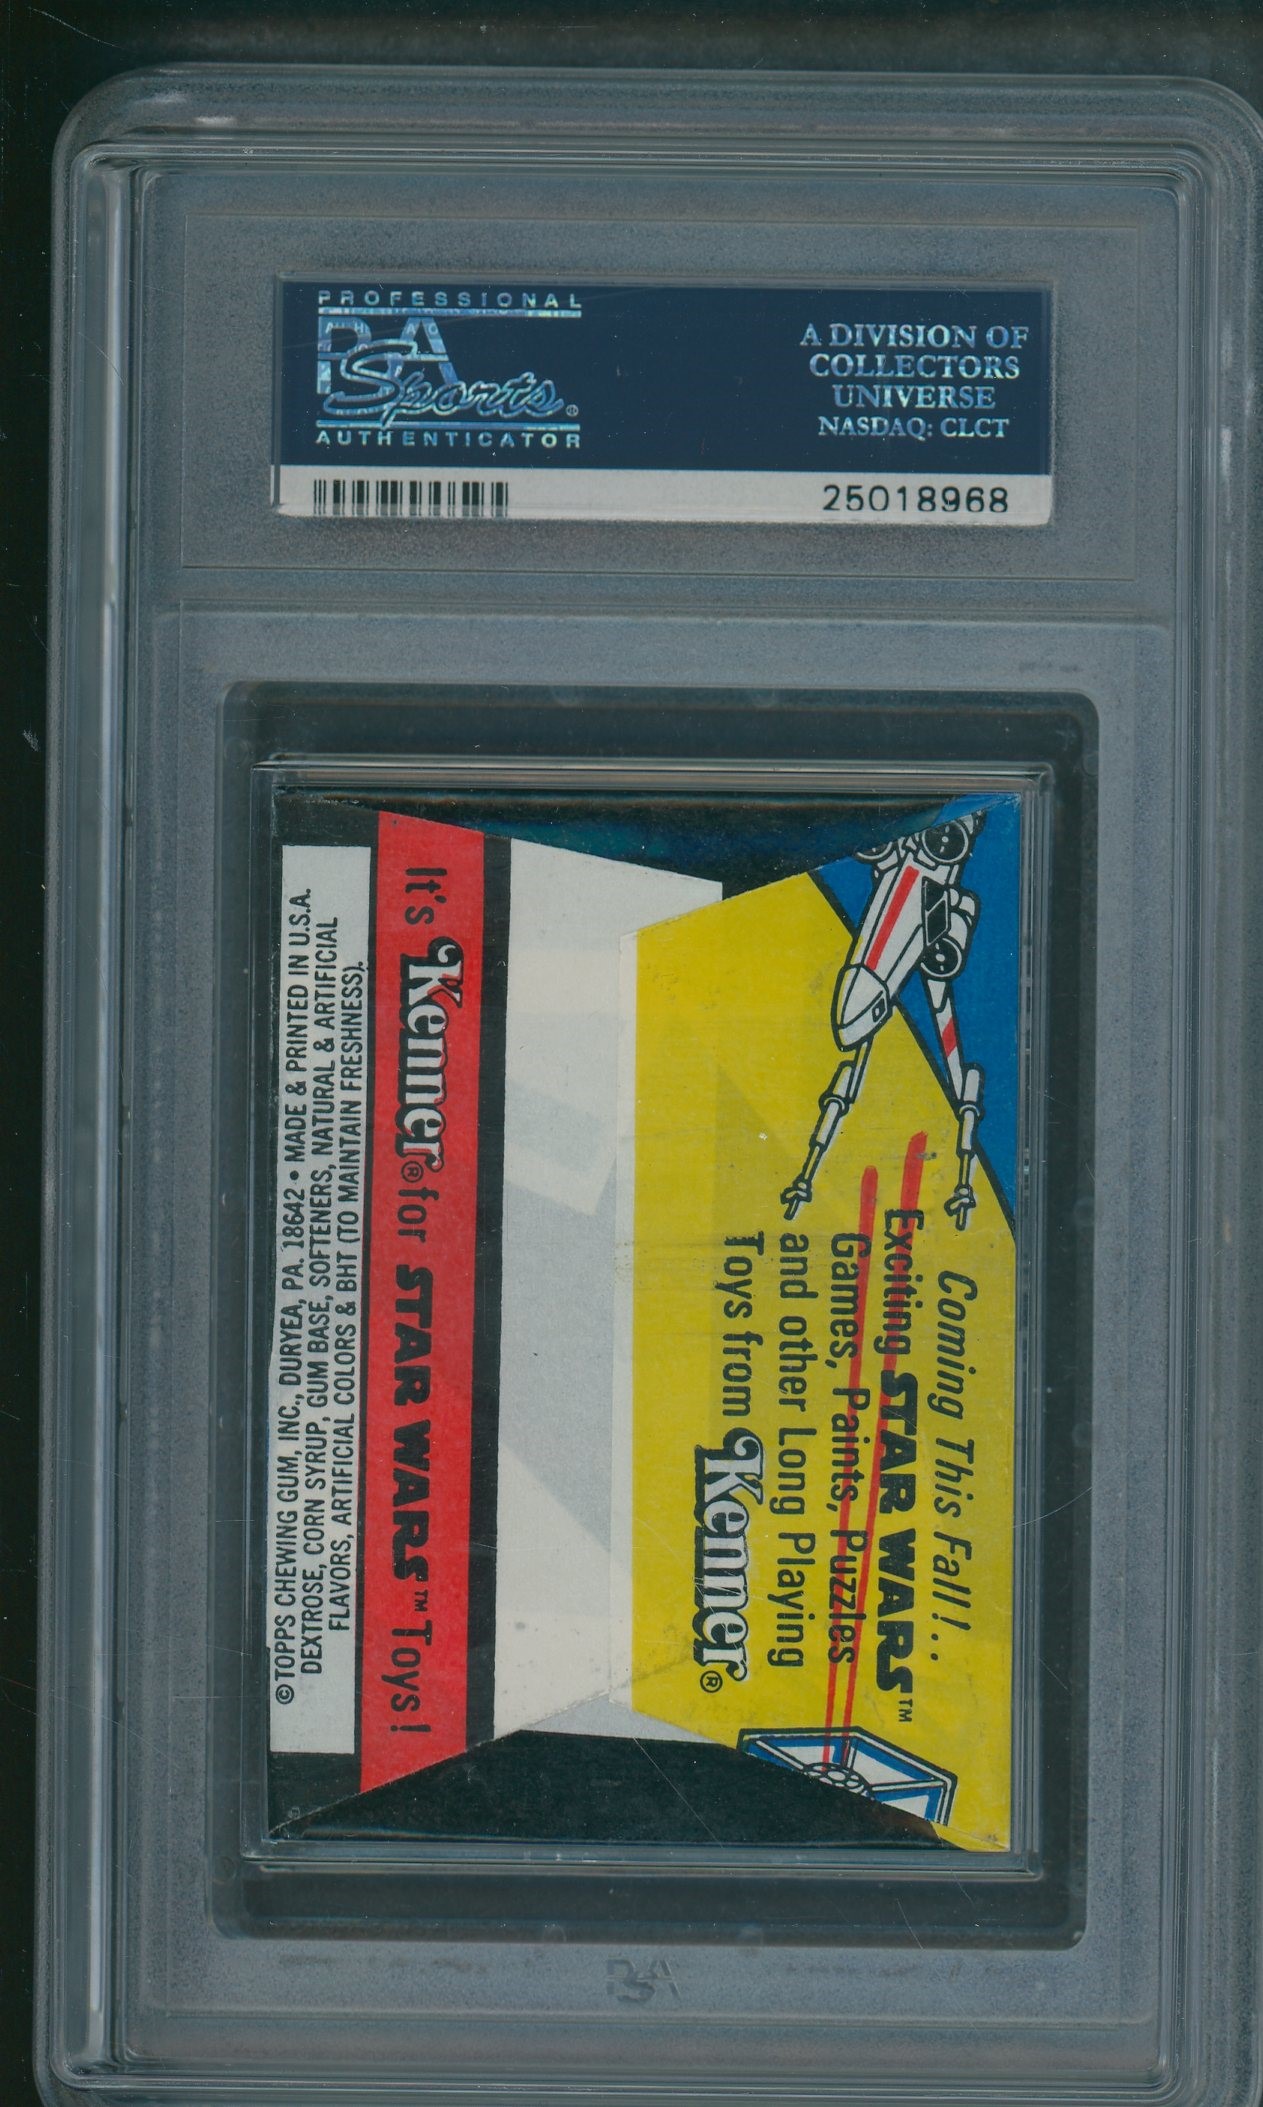 PROFESSIONAL
PSA
Sports®
AUTHENTICATOR
A DIVISION OF
COLLECTORS
UNIVERSE
NASDAQ: CLCT
25018968
Coming This Fall!...
Exciting STAR WARS™
Games, Paints, Puzzles
and other Long Playing
Toys from Kenner®
It's Kenner® for STAR WARS™ Toys!
©TOPPS CHEWING GUM, INC., DURYEA, PA. 18642 • MADE & PRINTED IN U.S.A.
DEXTROSE, CORN SYRUP, GUM BASE, SOFTENERS, NATURAL & ARTIFICIAL
FLAVORS, ARTIFICIAL COLORS & BHT (TO MAINTAIN FRESHNESS).
PSA